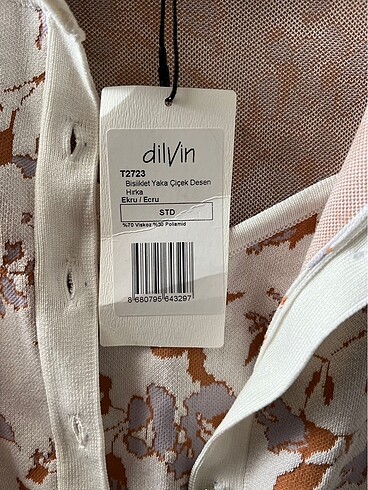 dilvin
T2723
Bisiklet Yaka Çiçek Desen
Hırka
Ekru / Ecru
STD
%70 Viskoz %30 Poliamid
8 680795 643297